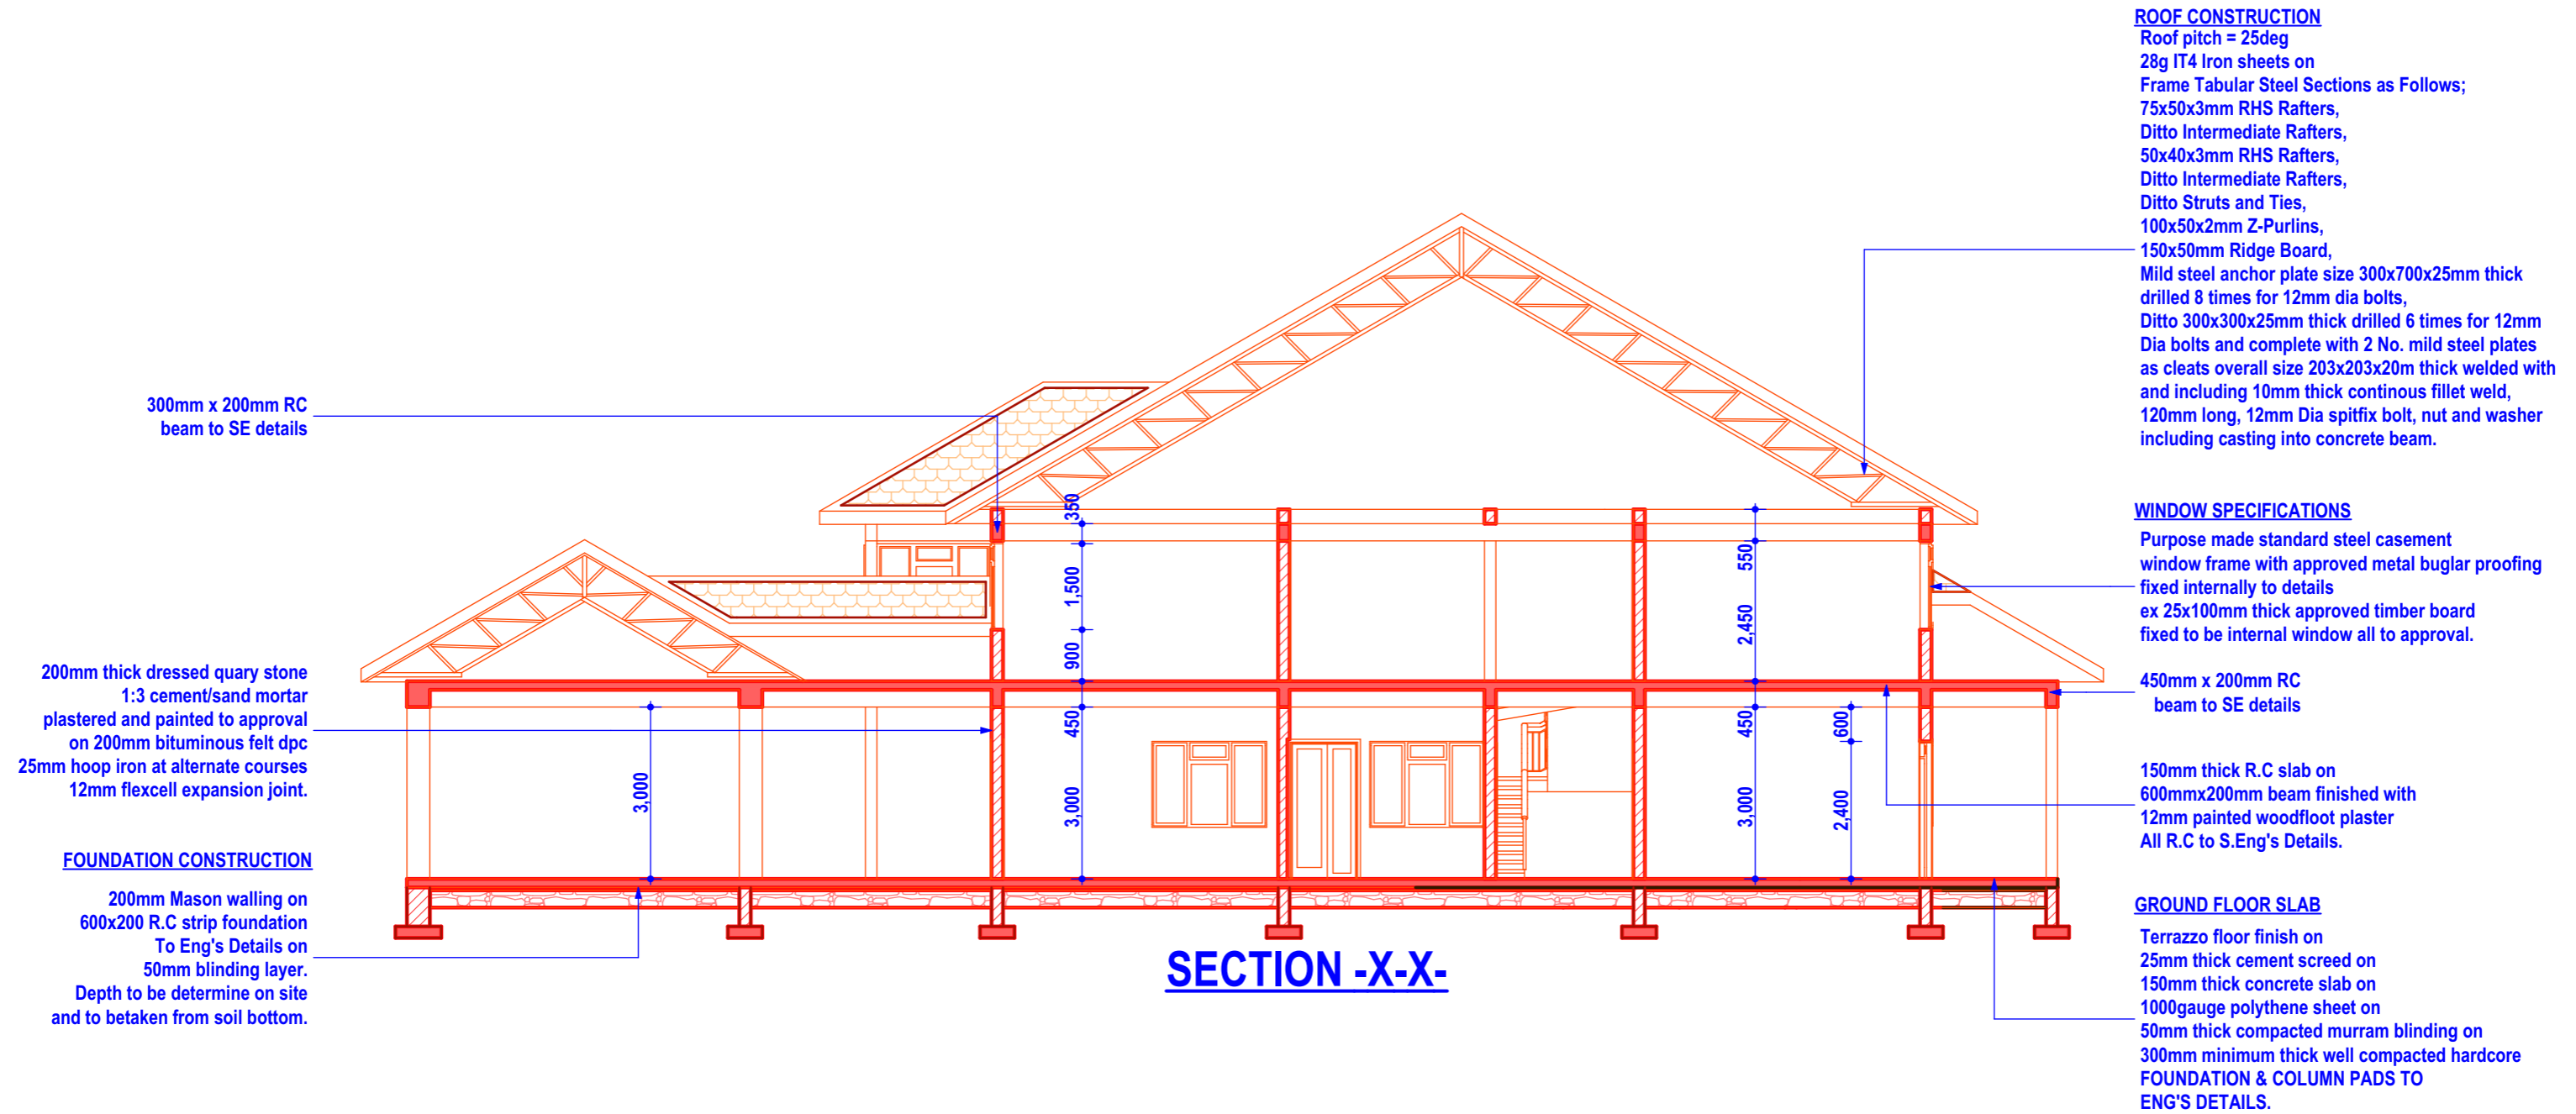 ROOF CONSTRUCTION
Roof pitch = 25deg
28g IT4 Iron sheets on
Frame Tabular Steel Sections as Follows;
75x50x3mm RHS Rafters,
Ditto Intermediate Rafters,
50x40x3mm RHS Rafters,
Ditto Intermediate Rafters,
Ditto Struts and Ties,
100x50x2mm Z-Purlins,
150x50mm Ridge Board,
Mild steel anchor plate size 300x700x25mm thick
drilled 8 times for 12mm dia bolts,
Ditto 300x300x25mm thick drilled 6 times for 12mm
Dia bolts and complete with 2 No. mild steel plates
as cleats overall size 203x203x20m thick welded with
and including 10mm thick continous fillet weld,
120mm long, 12mm Dia spitfix bolt, nut and washer
including casting into concrete beam.
300mm x 200mm RC
beam to SE details
WINDOW SPECIFICATIONS
Purpose made standard steel casement
window frame with approved metal buglar proofing
fixed internally to details
ex 25x100mm thick approved timber board
fixed to be internal window all to approval.
200mm thick dressed quary stone
1:3 cement/sand mortar
plastered and painted to approval
on 200mm bituminous felt dpc
25mm hoop iron at alternate courses
12mm flexcell expansion joint.
450mm x 200mm RC
beam to SE details
150mm thick R.C slab on
600mmx200mm beam finished with
12mm painted woodfloot plaster
All R.C to S.Eng's Details.
3,000
350
1,500
900
450
3,000
550
2,450
450
3,000
600
2,400
FOUNDATION CONSTRUCTION
200mm Mason walling on
600x200 R.C strip foundation
To Eng's Details on
50mm blinding layer.
Depth to be determine on site
and to betaken from soil bottom.
GROUND FLOOR SLAB
Terrazzo floor finish on
25mm thick cement screed on
150mm thick concrete slab on
1000gauge polythene sheet on
50mm thick compacted murram blinding on
300mm minimum thick well compacted hardcore
FOUNDATION & COLUMN PADS TO
ENG'S DETAILS.
SECTION -X-X-